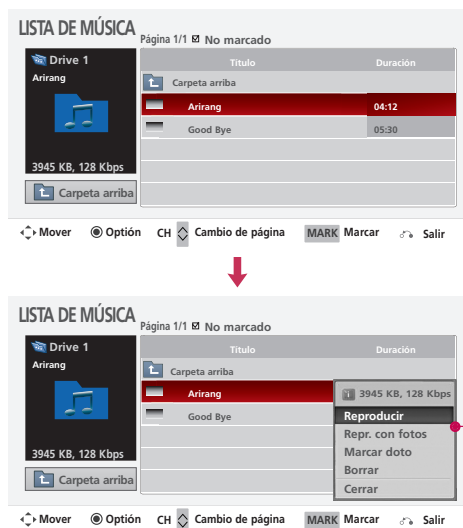 LISTA DE MÚSICA
Página 1/1 No marcado
Drive 1
Arirang
3945 KB, 128 Kbps
Carpeta arriba
Título Duración
Carpeta arriba
Arirang 04:12
Good Bye 05:30
Mover Optión CH Cambio de página MARK Marcar Salir
LISTA DE MÚSICA
Página 1/1 No marcado
Drive 1
Arirang
3945 KB, 128 Kbps
Carpeta arriba
Título Duración
Carpeta arriba
Arirang
Good Bye
3945 KB, 128 Kbps
Reproducir
Repr. con fotos
Marcar doto
Borrar
Cerrar
Mover Optión CH Cambio de página MARK Marcar Salir